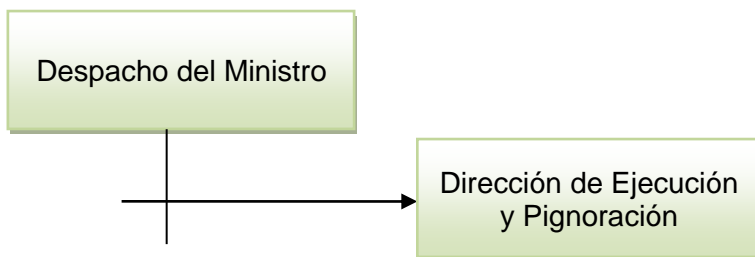 Despacho del Ministro
Dirección de Ejecución
y Pignoración